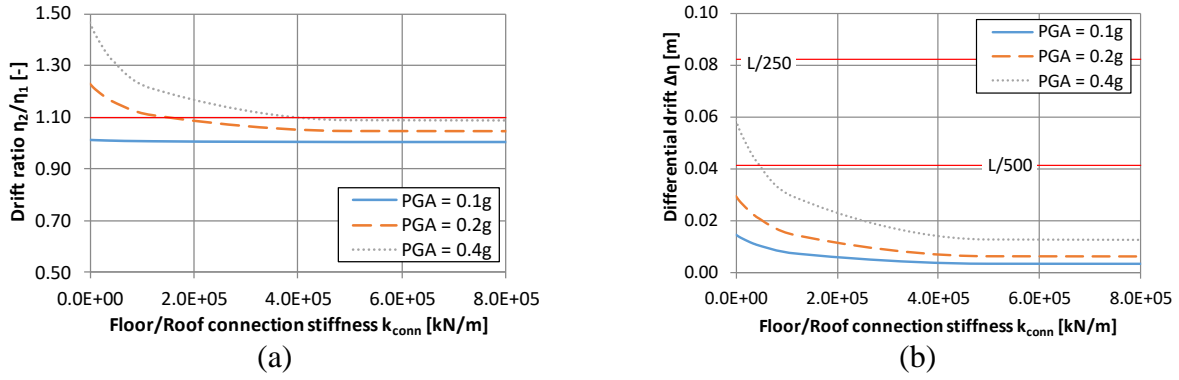 1.50
1.30
1.10
0.90
0.70
0.50
Drift ratio η2/η1 [-]
PGA = 0.1g
PGA = 0.2g
PGA = 0.4g
0.0E+00 2.0E+05 4.0E+05 6.0E+05 8.0E+05
Floor/Roof connection stiffness kconn [kN/m]
(a)
0.10
0.08
0.06
0.04
0.02
0.00
Differential drift Δη [m]
L/250
PGA = 0.1g
PGA = 0.2g
PGA = 0.4g
L/500
0.0E+00 2.0E+05 4.0E+05 6.0E+05 8.0E+05
Floor/Roof connection stiffness kconn [kN/m]
(b)